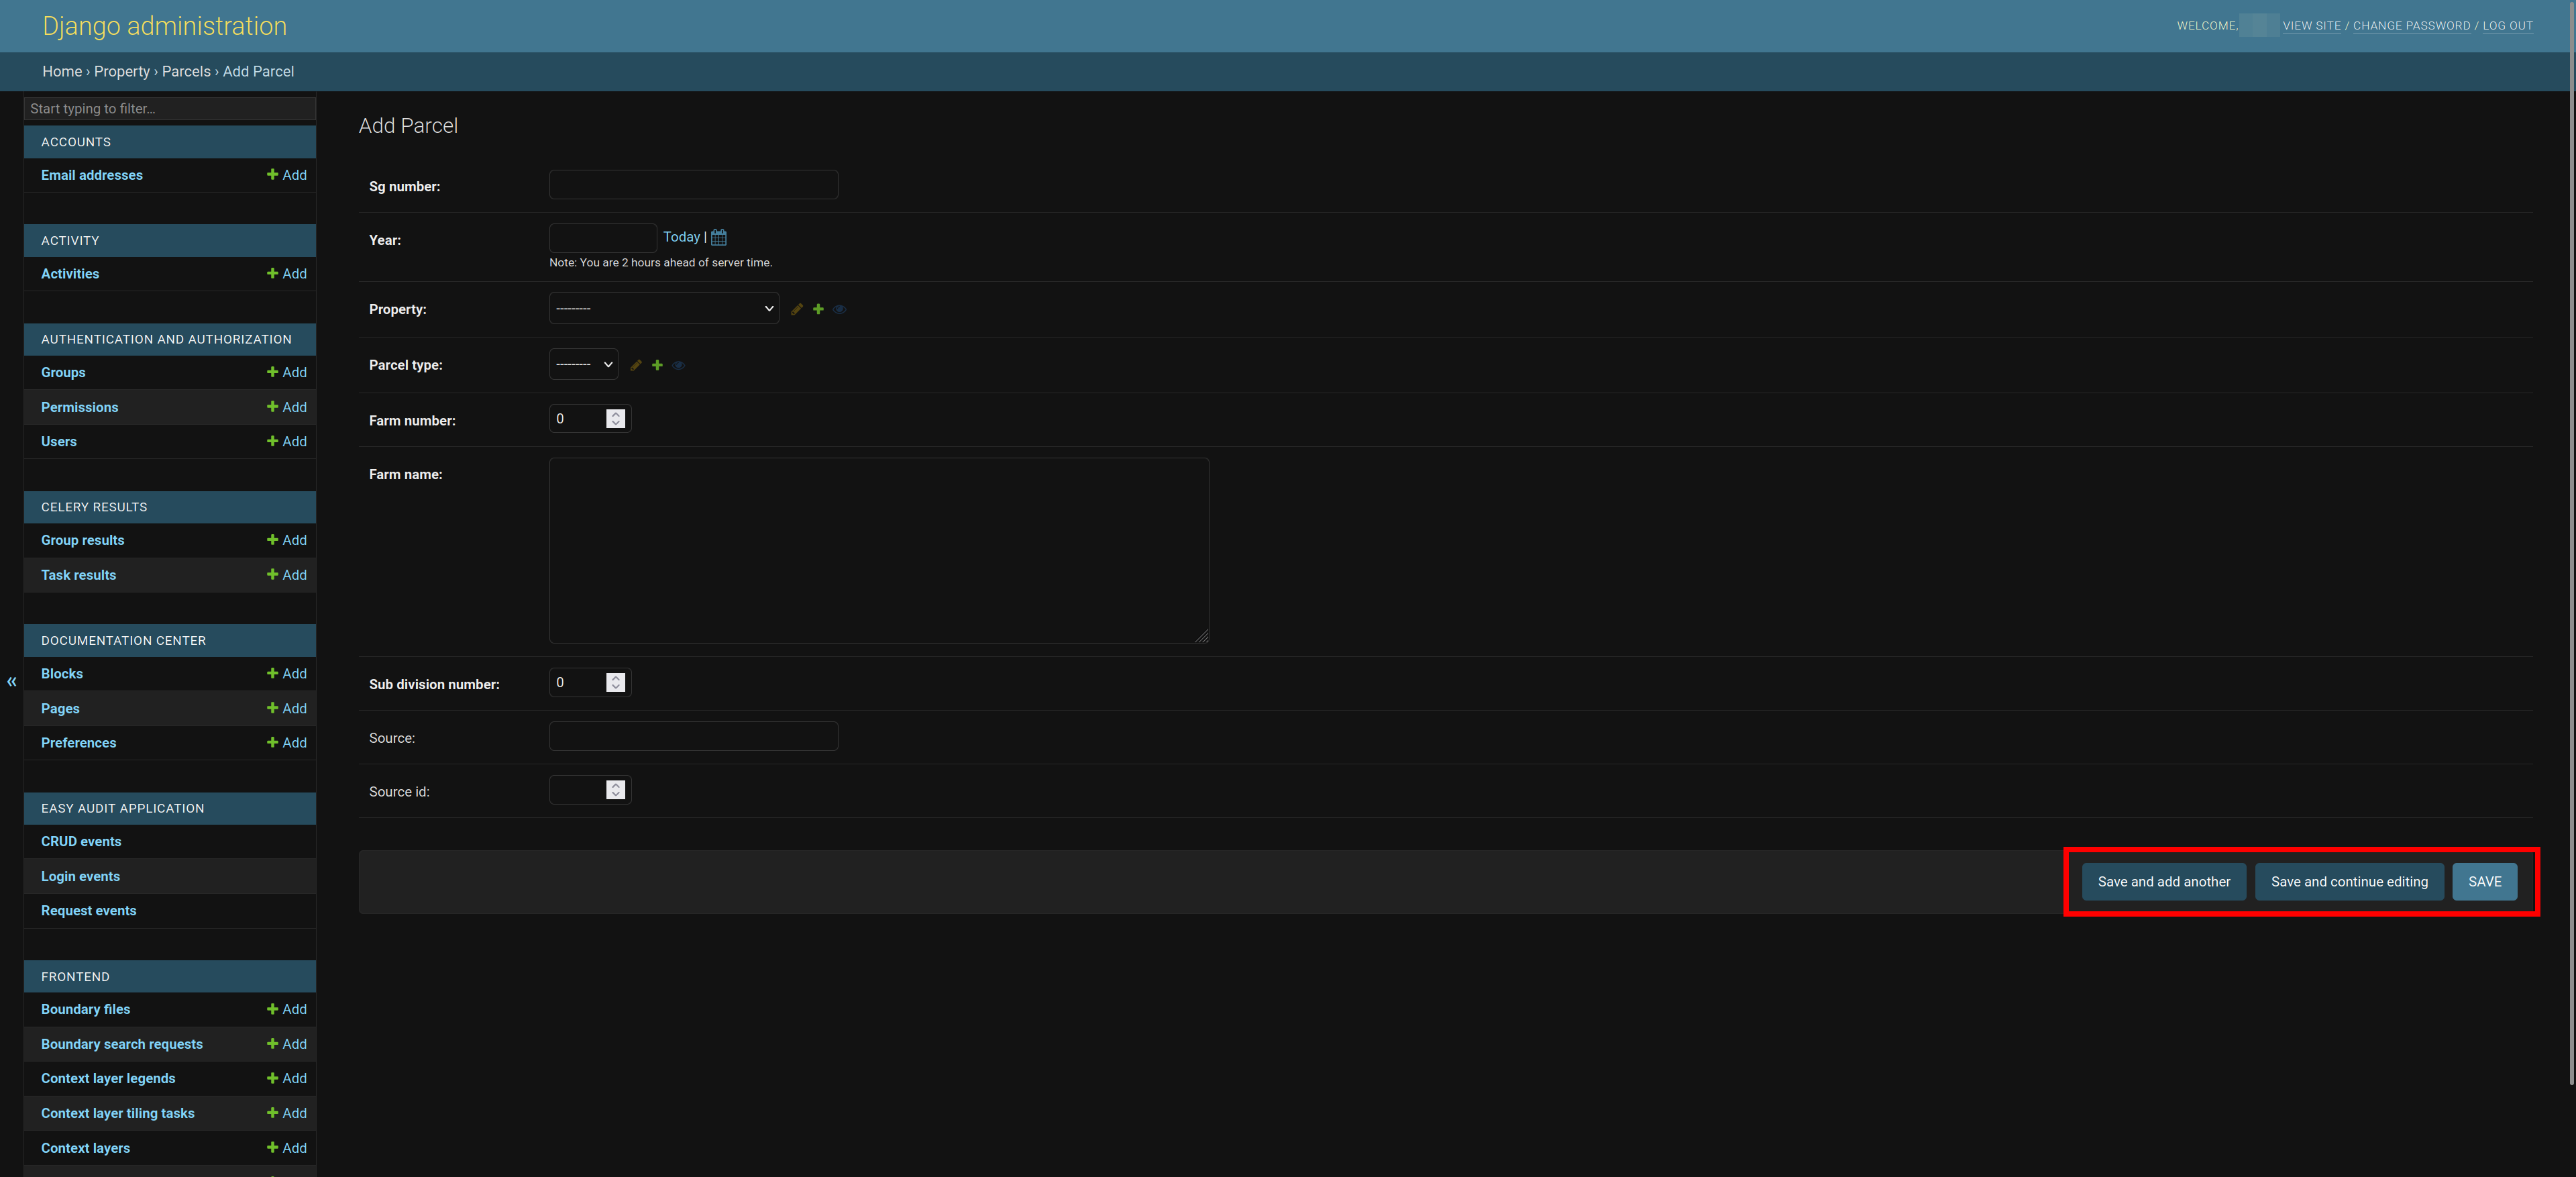 Django administration
WELCOME, VIEW SITE / CHANGE PASSWORD / LOG OUT
Home › Property › Parcels › Add Parcel
Start typing to filter...
ACCOUNTS
Email addresses Add
ACTIVITY
Activities Add
AUTHENTICATION AND AUTHORIZATION
Groups Add
Permissions Add
Users Add
CELERY RESULTS
Group results Add
Task results Add
DOCUMENTATION CENTER
Blocks Add
Pages Add
Preferences Add
EASY AUDIT APPLICATION
CRUD events
Login events
Request events
FRONTEND
Boundary files Add
Boundary search requests Add
Context layer legends Add
Context layer tiling tasks Add
Context layers Add
«
Add Parcel
Sg number:
Year: Today |
Note: You are 2 hours ahead of server time.
Property: ---------
Parcel type: ---------
Farm number: 0
Farm name:
Sub division number: 0
Source:
Source id:
Save and add another Save and continue editing SAVE